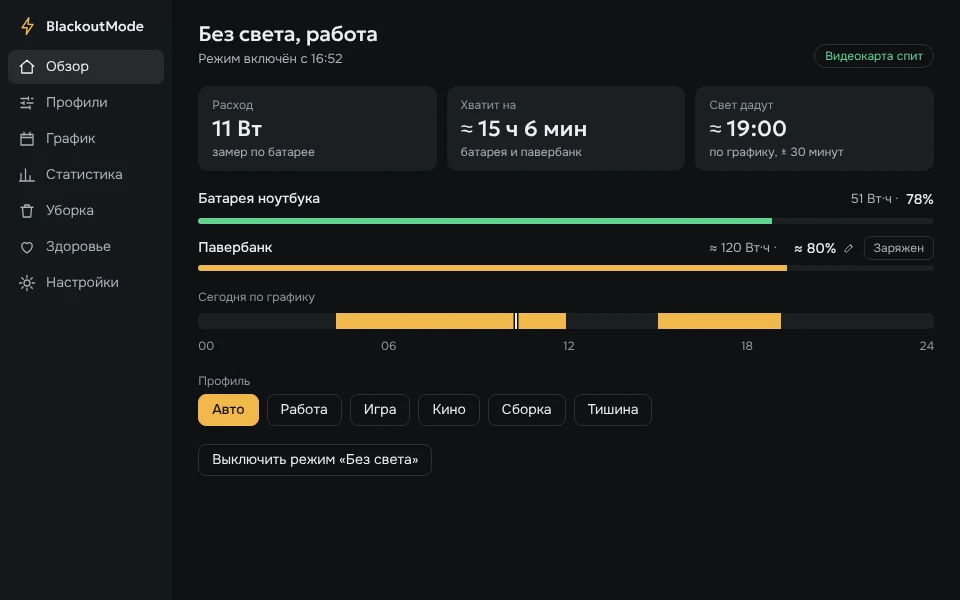 BlackoutMode
Обзор
Профили
График
Статистика
Уборка
Здоровье
Настройки
Без света, работа
Режим включён с 16:52
Видеокарта спит
Расход
11 Вт
замер по батарее
Хватит на
≈ 15 ч 6 мин
батарея и павербанк
Свет дадут
≈ 19:00
по графику, ± 30 минут
Батарея ноутбука
51 Вт·ч · 78%
Павербанк
≈ 120 Вт·ч · ≈ 80%
Заряжен
Сегодня по графику
00 06 12 18 24
Профиль
Авто Работа Игра Кино Сборка Тишина
Выключить режим «Без света»